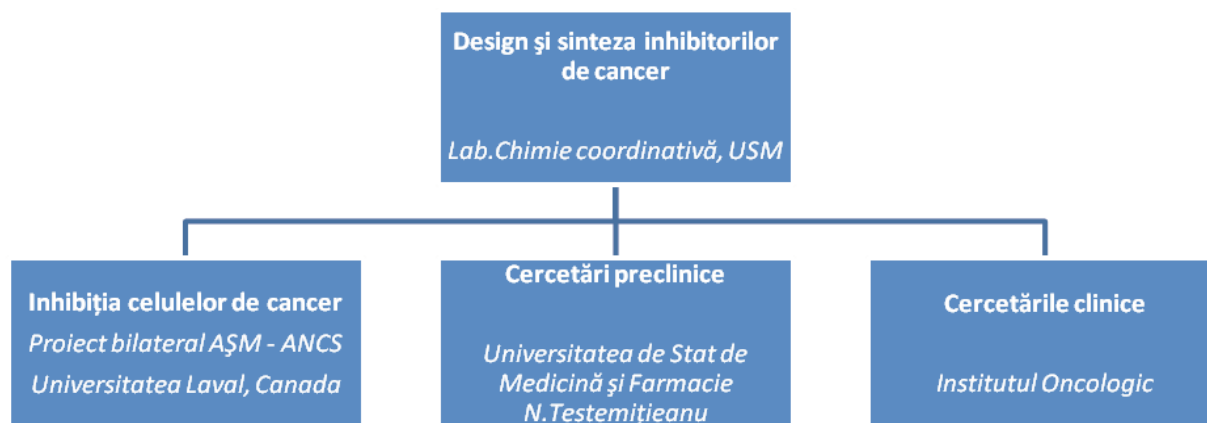 Design şi sinteza inhibitorilor
de cancer
Lab.Chimie coordinativă, USM
Inhibiția celulelor de cancer
Proiect bilateral AŞM - ANCS
Universitatea Laval, Canada
Cercetări preclinice
Universitatea de Stat de
Medicină şi Farmacie
N.Testemițieanu
Cercetările clinice
Institutul Oncologic